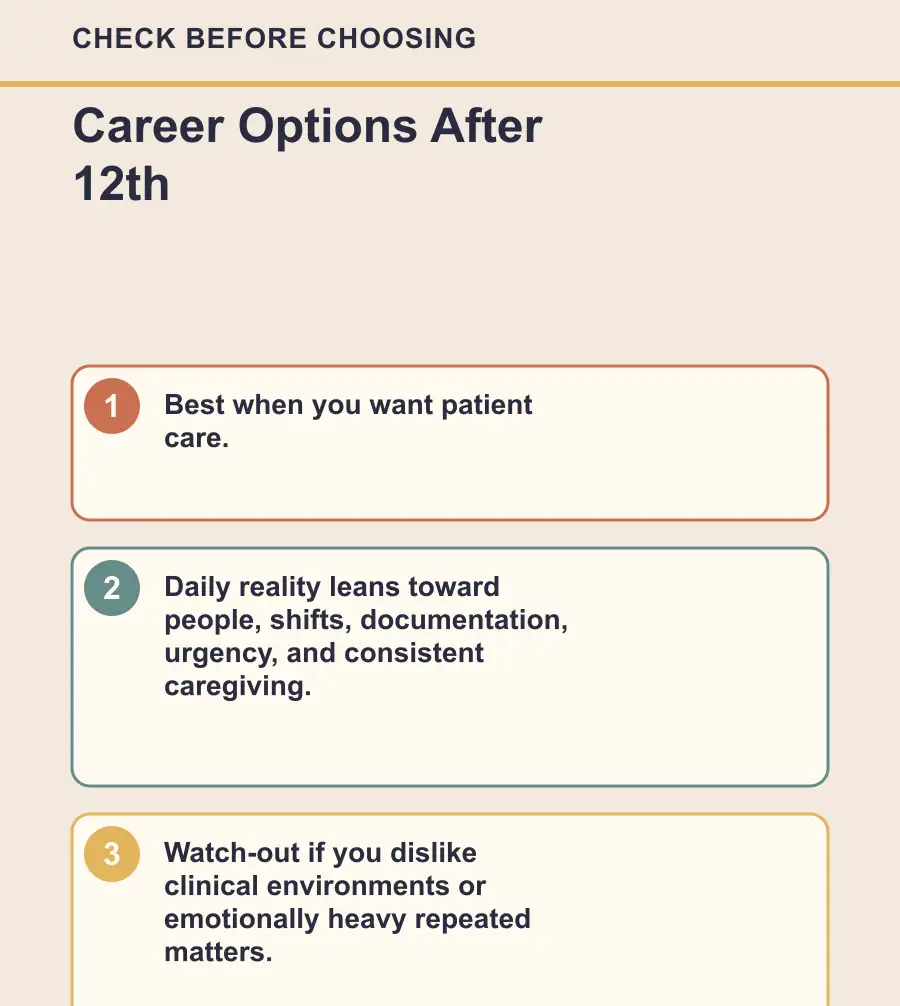 CHECK BEFORE CHOOSING
Career Options After
12th
1
Best when you want patient
care.
2
Daily reality leans toward
people, shifts, documentation,
urgency, and consistent
caregiving.
3
Watch-out if you dislike
clinical environments or
emotionally heavy repeated
matters.